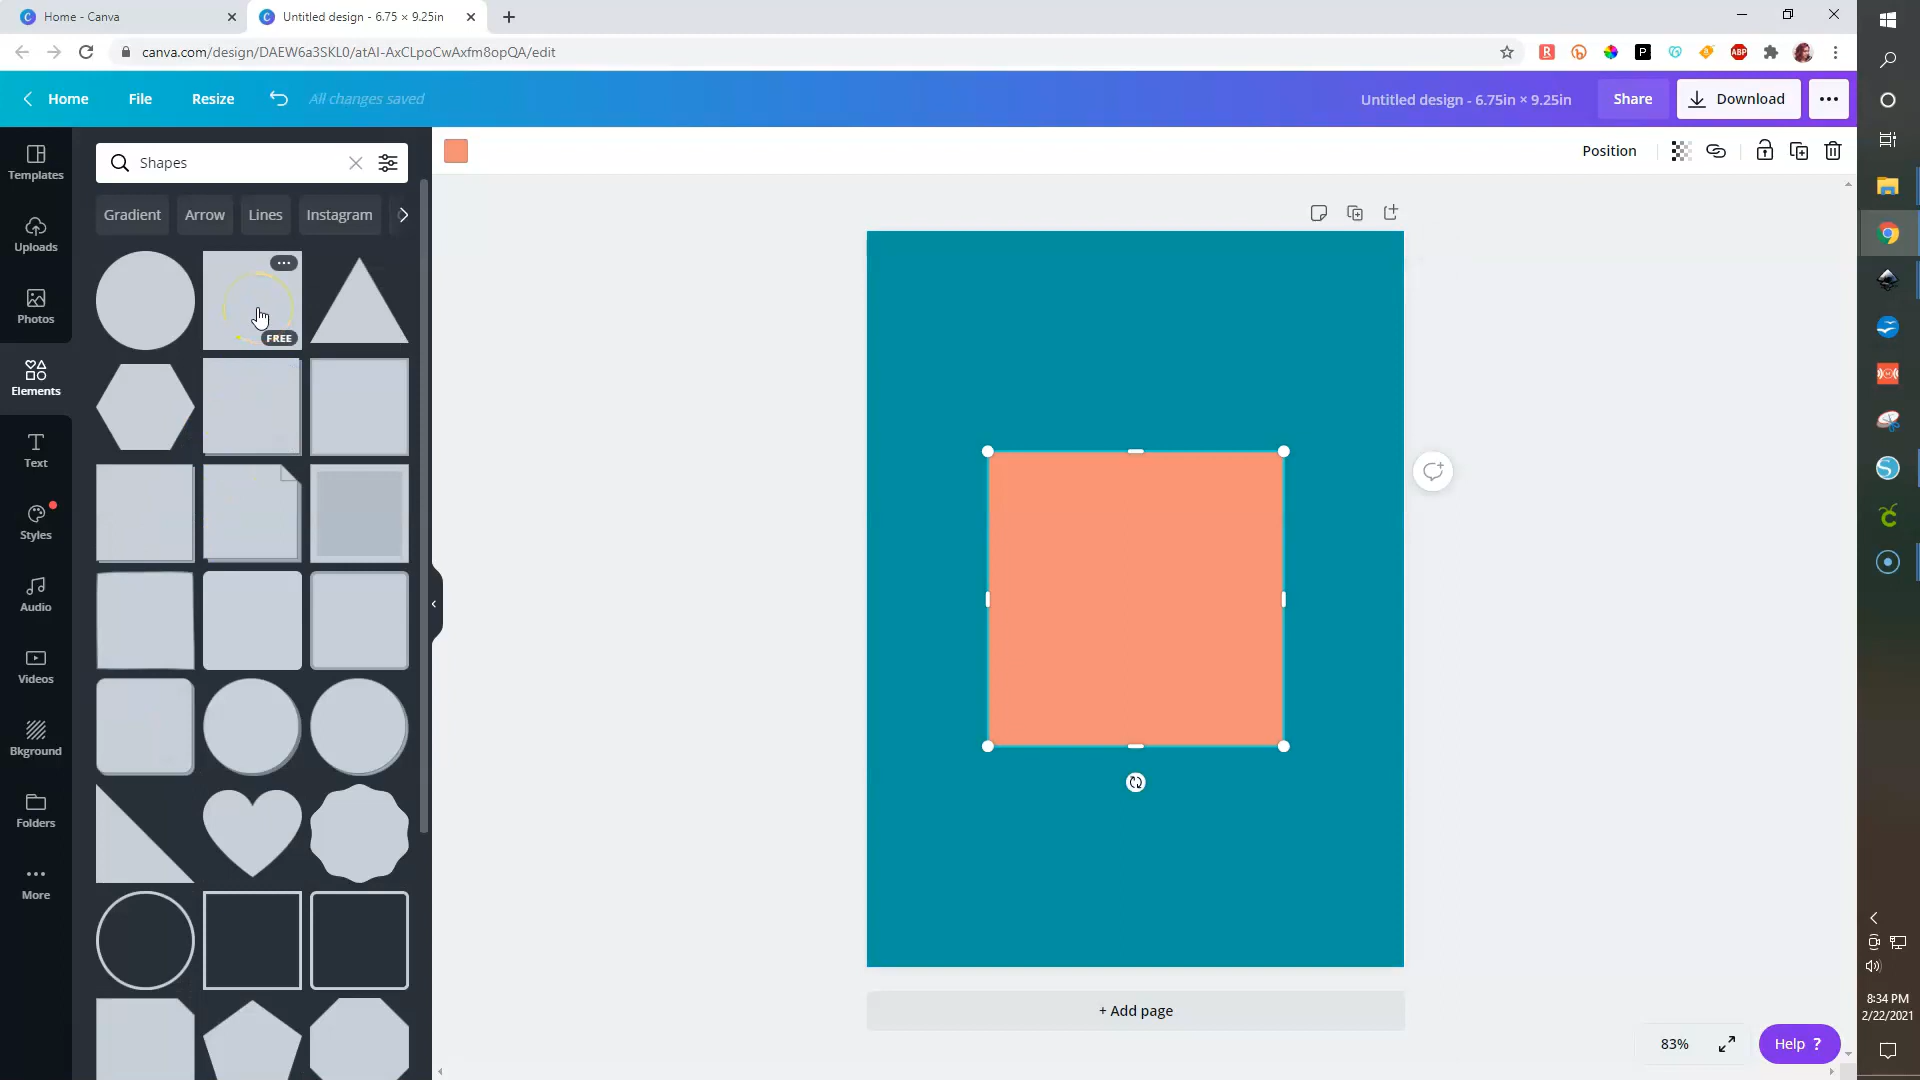 Home - Canva
Untitled design - 6.75 × 9.25in
canva.com/design/DAEW6a3SKL0/atAI-AxCLpoCwAxfm8opQA/edit
ABP
P
Home
File
Resize
All changes saved
Untitled design - 6.75in × 9.25in
Share
Download
Templates
Uploads
Photos
Elements
Text
Styles
Audio
Videos
Bkground
Folders
More
Shapes
Gradient
Arrow
Lines
Instagram
FREE
Position
+ Add page
83%
Help ?
8:34 PM
2/22/2021